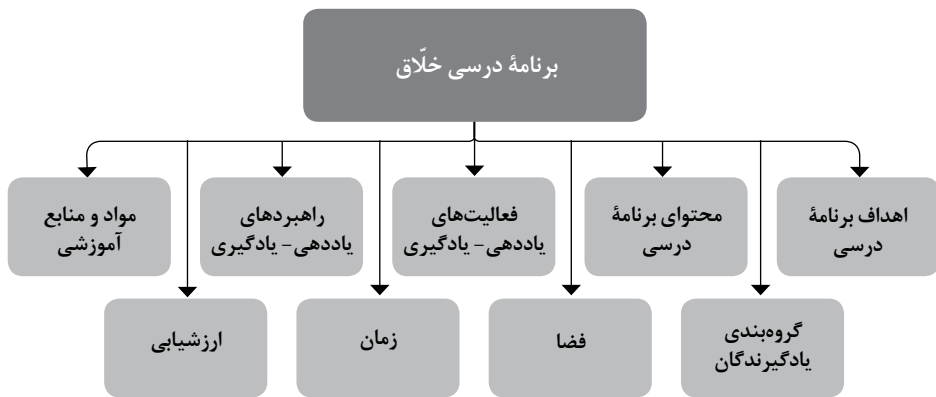 برنامهٔ درسی خلّاق
اهداف برنامهٔ
درسی
محتوای برنامهٔ
درسی
فعالیت‌های
یاددهی– یادگیری
راهبردهای
یاددهی– یادگیری
مواد و منابع
آموزشی
گروه‌بندی
یادگیرندگان
فضا
زمان
ارزشیابی